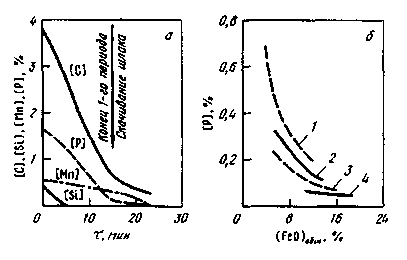 [C], [Si], [Mn], [P], %
4
3
2
1
0
10
20
30
τ, мин
а
[C]
[P]
[Mn]
[Si]
Конец 1-го периода
Скачивание шлака
[P], %
0,8
0,6
0,4
0,2
0
8
16
24
(FeO)общ, %
б
1
2
3
4